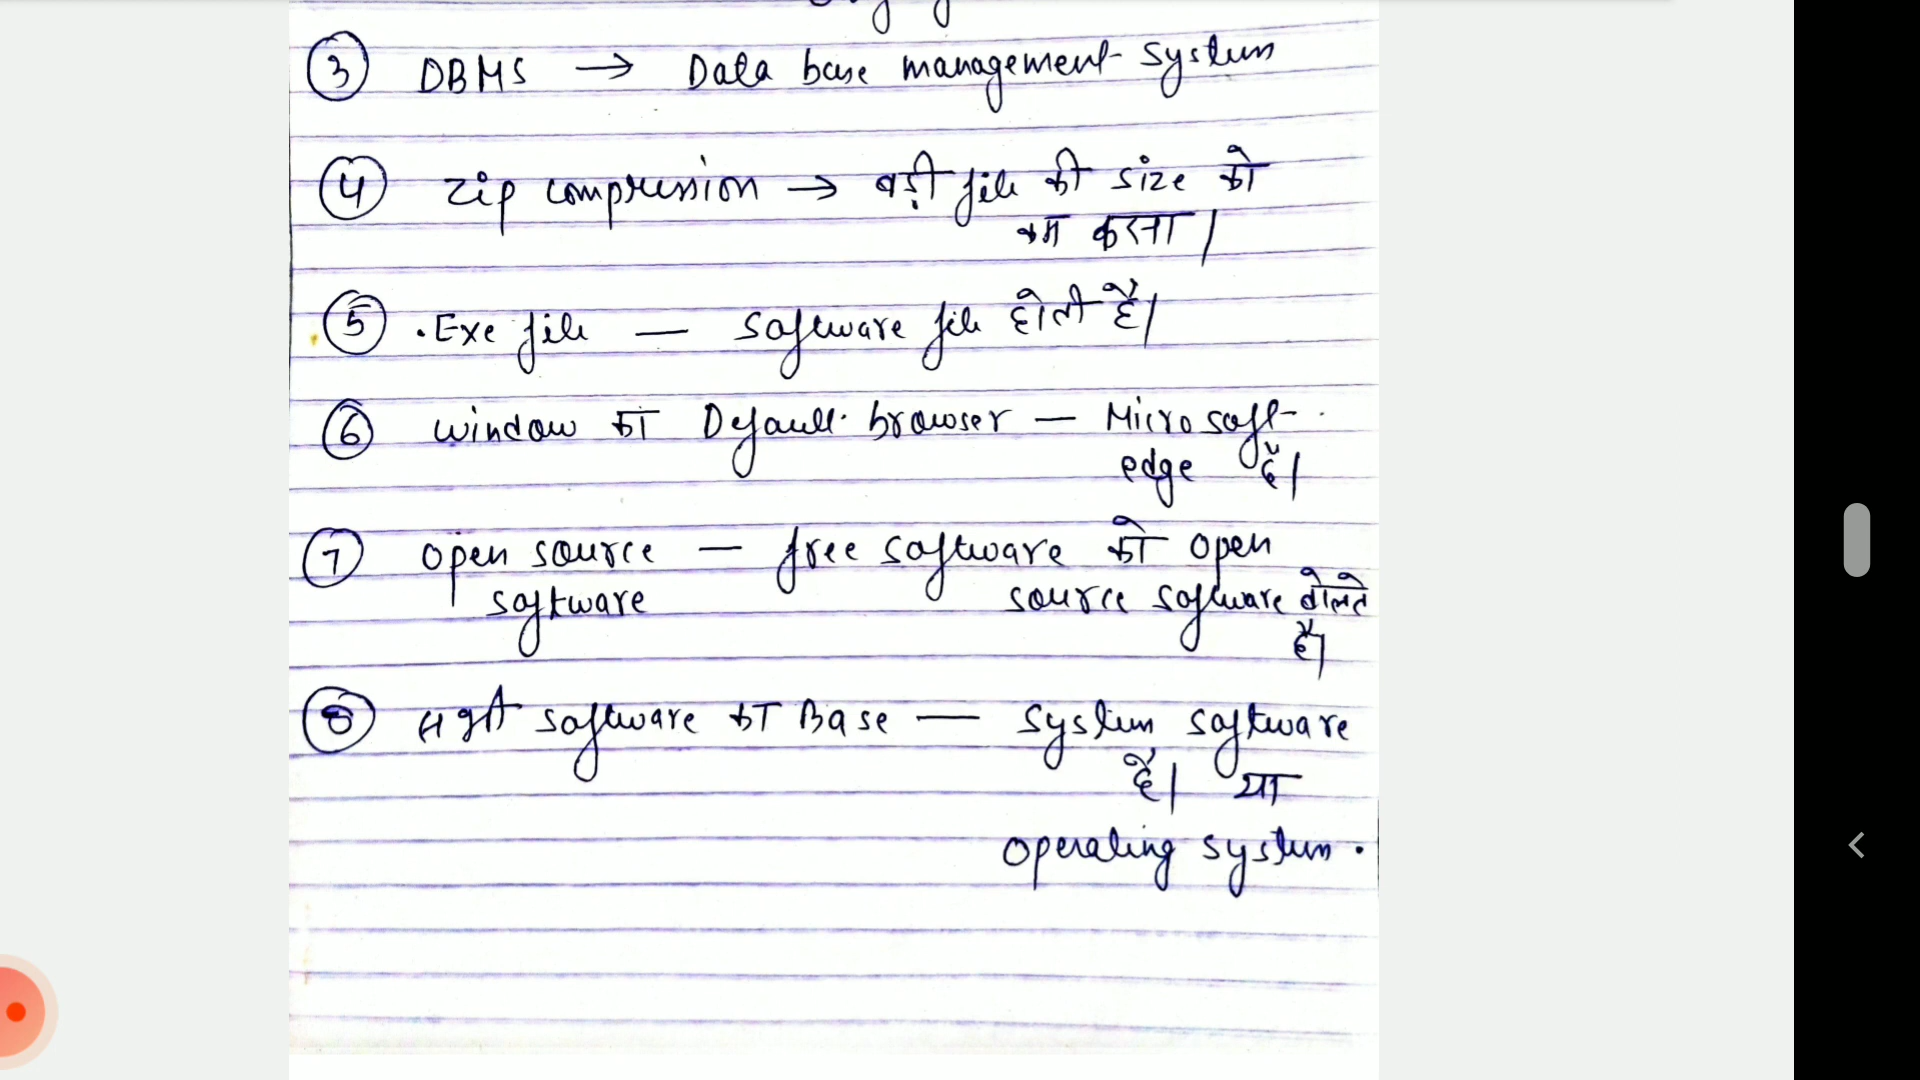 ③ DBMS → Data base management system
④ zip compression → बड़ी file की size को
कम करना।
⑤ .Exe file — software file होती है।
⑥ window का Default browser — Microsoft
edge है।
⑦ open source — free software को open
software source software बोलते
है।
⑧ सभी software का Base — system software
है। या
operating system.